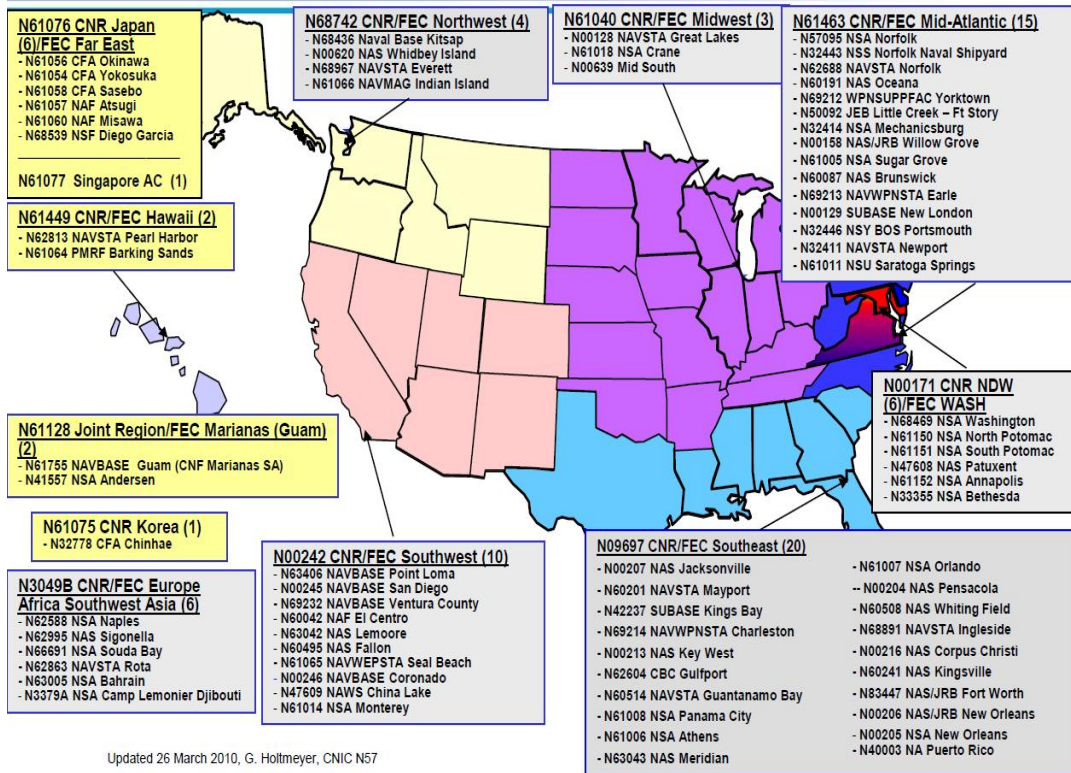 N61076 CNR Japan
(6)/FEC Far East
- N61056 CFA Okinawa
- N61054 CFA Yokosuka
- N61058 CFA Sasebo
- N61057 NAF Atsugi
- N61060 NAF Misawa
- N68539 NSF Diego Garcia
N61077 Singapore AC (1)
N68742 CNR/FEC Northwest (4)
- N68436 Naval Base Kitsap
- N00620 NAS Whidbey Island
- N68967 NAVSTA Everett
- N61066 NAVMAG Indian Island
N61040 CNR/FEC Midwest (3)
- N00128 NAVSTA Great Lakes
- N61018 NSA Crane
- N00639 Mid South
N61463 CNR/FEC Mid-Atlantic (15)
- N57095 NSA Norfolk
- N32443 NSS Norfolk Naval Shipyard
- N62688 NAVSTA Norfolk
- N60191 NAS Oceana
- N69212 WPNSUPPFAC Yorktown
- N50092 JEB Little Creek – Ft Story
- N32414 NSA Mechanicsburg
- N00158 NAS/JRB Willow Grove
- N61005 NSA Sugar Grove
- N60087 NAS Brunswick
- N69213 NAVWPNSTA Earle
- N00129 SUBASE New London
- N32446 NSY BOS Portsmouth
- N32411 NAVSTA Newport
- N61011 NSU Saratoga Springs
N61449 CNR/FEC Hawaii (2)
- N62813 NAVSTA Pearl Harbor
- N61064 PMRF Barking Sands
N00171 CNR NDW
(6)/FEC WASH
- N68469 NSA Washington
- N61150 NSA North Potomac
- N61151 NSA South Potomac
- N47608 NAS Patuxent
- N61152 NSA Annapolis
- N33355 NSA Bethesda
N61128 Joint Region/FEC Marianas (Guam)
(2)
- N61755 NAVBASE Guam (CNF Marianas SA)
- N41557 NSA Andersen
N61075 CNR Korea (1)
- N32778 CFA Chinhae
N3049B CNR/FEC Europe
Africa Southwest Asia (6)
- N62588 NSA Naples
- N62995 NAS Sigonella
- N66691 NSA Souda Bay
- N62863 NAVSTA Rota
- N63005 NSA Bahrain
- N3379A NSA Camp Lemonier Djibouti
N00242 CNR/FEC Southwest (10)
- N63406 NAVBASE Point Loma
- N00245 NAVBASE San Diego
- N69232 NAVBASE Ventura County
- N60042 NAF El Centro
- N63042 NAS Lemoore
- N60495 NAS Fallon
- N61065 NAVWEPSTA Seal Beach
- N00246 NAVBASE Coronado
- N47609 NAWS China Lake
- N61014 NSA Monterey
N09697 CNR/FEC Southeast (20)
- N00207 NAS Jacksonville
- N60201 NAVSTA Mayport
- N42237 SUBASE Kings Bay
- N69214 NAVWPNSTA Charleston
- N00213 NAS Key West
- N62604 CBC Gulfport
- N60514 NAVSTA Guantanamo Bay
- N61008 NSA Panama City
- N61006 NSA Athens
- N63043 NAS Meridian
- N61007 NSA Orlando
-- N00204 NAS Pensacola
- N60508 NAS Whiting Field
- N68891 NAVSTA Ingleside
- N00216 NAS Corpus Christi
- N60241 NAS Kingsville
- N83447 NAS/JRB Fort Worth
- N00206 NAS/JRB New Orleans
- N00205 NSA New Orleans
- N40003 NA Puerto Rico
Updated 26 March 2010, G. Holtmeyer, CNIC N57